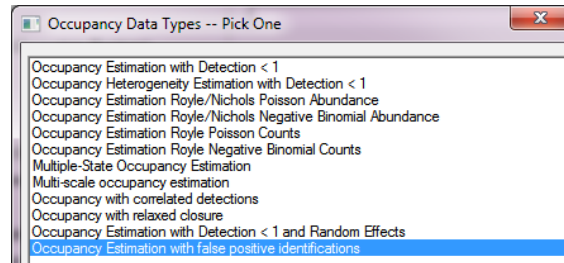 Occupancy Data Types -- Pick One
Occupancy Estimation with Detection < 1
Occupancy Heterogeneity Estimation with Detection < 1
Occupancy Estimation Royle/Nichols Poisson Abundance
Occupancy Estimation Royle/Nichols Negative Binomial Abundance
Occupancy Estimation Royle Poisson Counts
Occupancy Estimation Royle Negative Binomial Counts
Multiple-State Occupancy Estimation
Multi-scale occupancy estimation
Occupancy with correlated detections
Occupancy with relaxed closure
Occupancy Estimation with Detection < 1 and Random Effects
Occupancy Estimation with false positive identifications